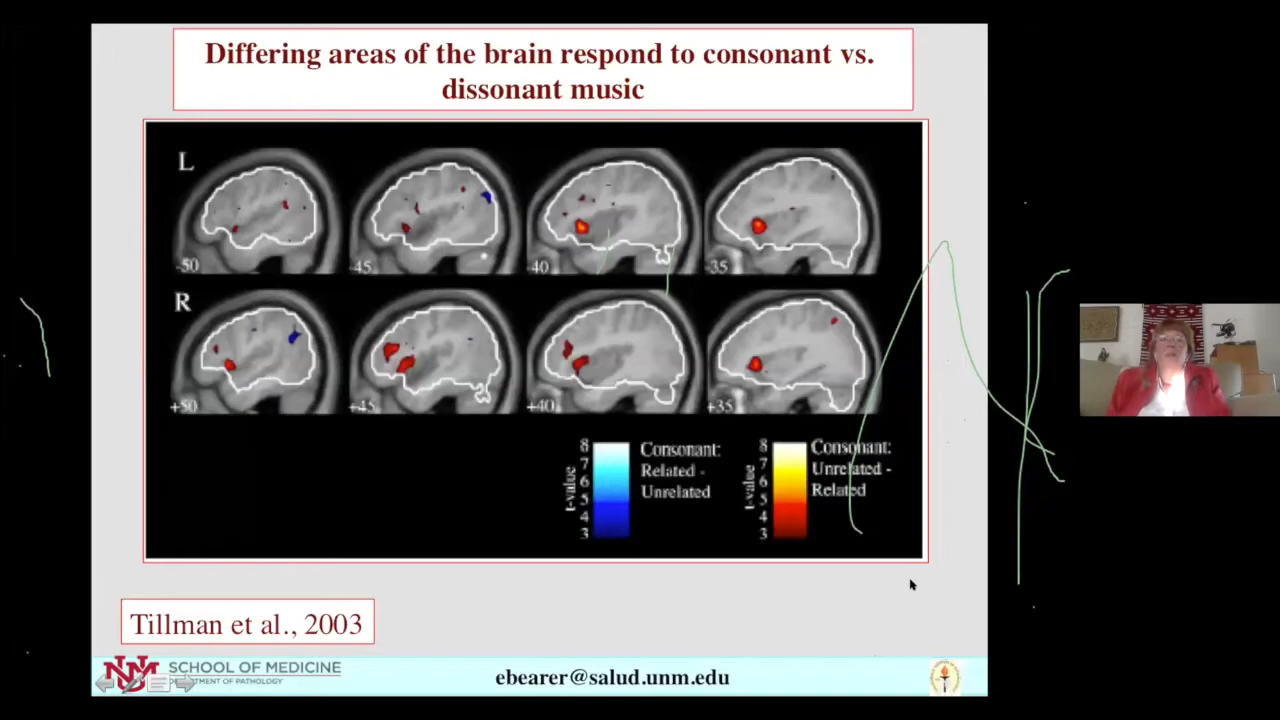 Differing areas of the brain respond to consonant vs.
dissonant music
L
-50
-45
-40
-35
R
+50
+45
+40
+35
t-value
8
7
6
5
4
3
Consonant:
Related -
Unrelated
t-value
8
7
6
5
4
3
Consonant:
Unrelated -
Related
Tillman et al., 2003
UNM
SCHOOL OF MEDICINE
DEPARTMENT OF PATHOLOGY
ebearer@salud.unm.edu